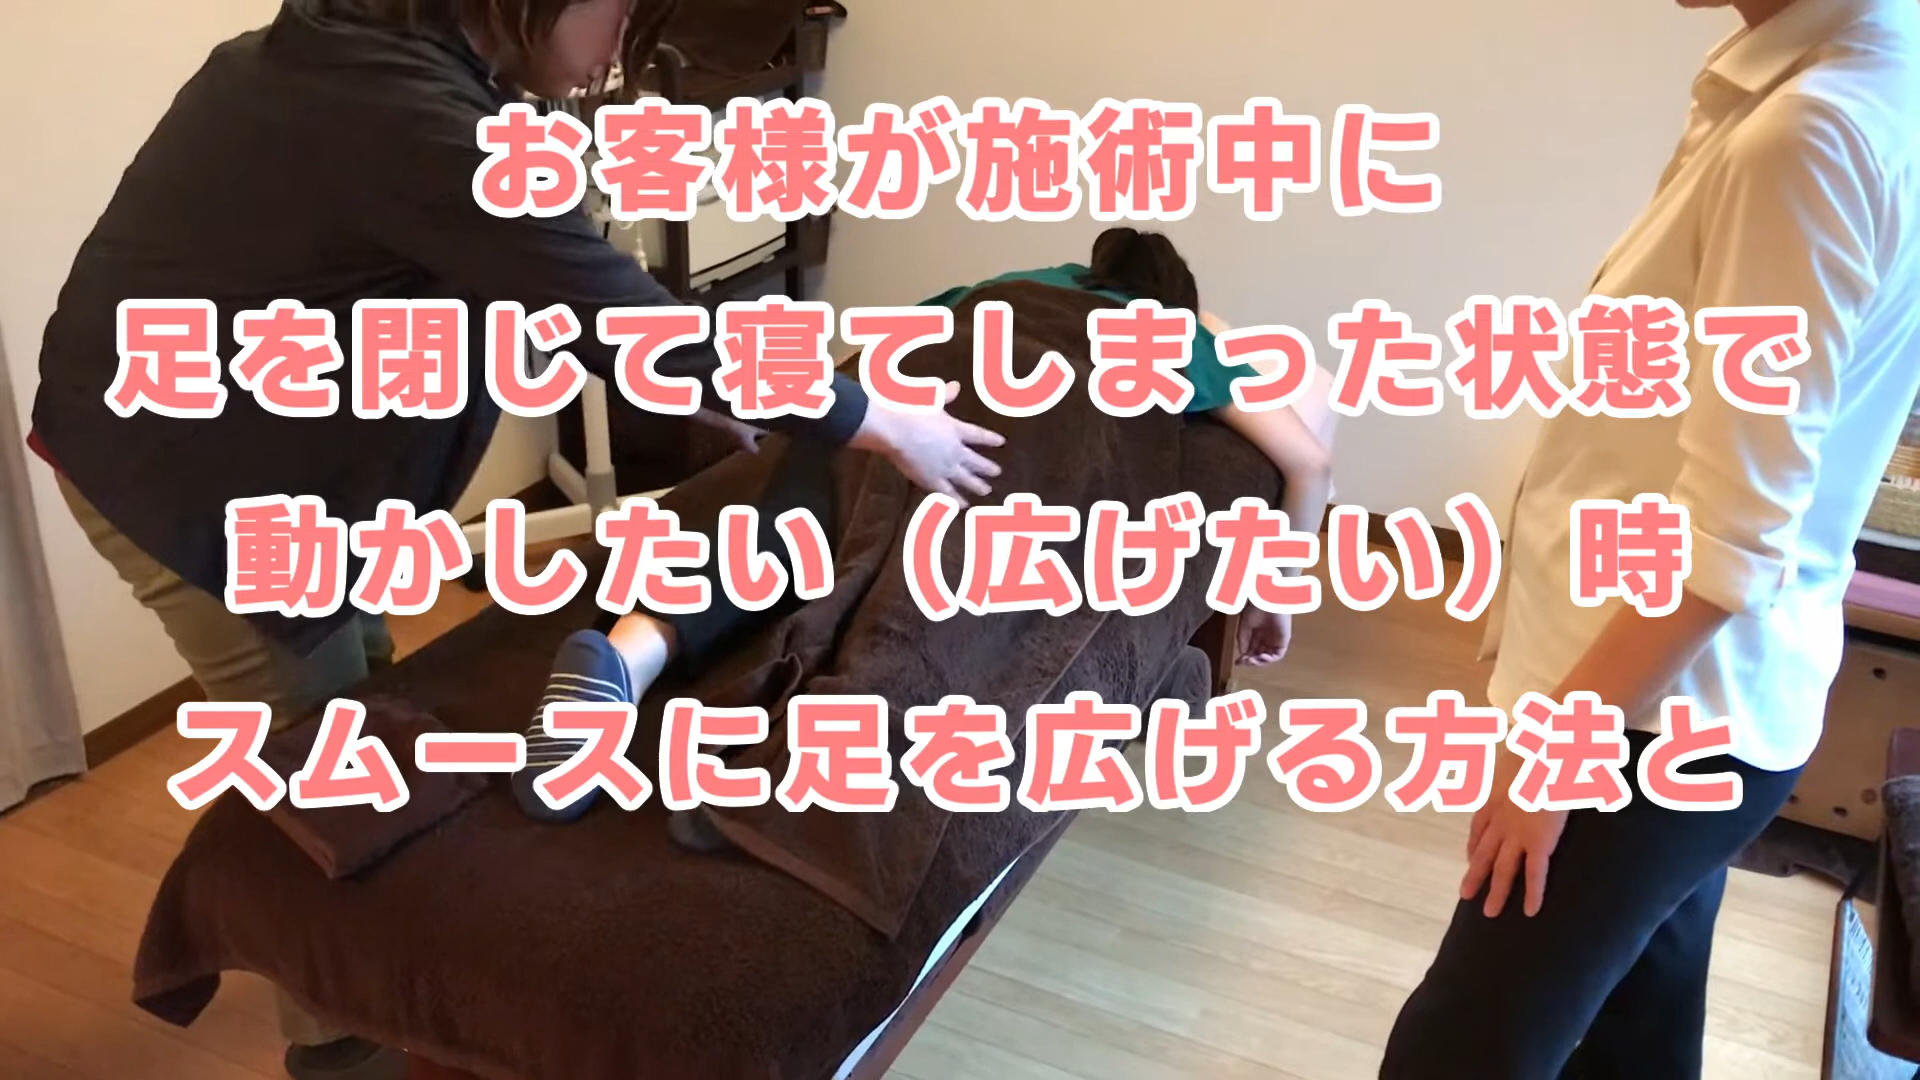 お客様が施術中に
足を閉じて寝てしまった状態で
動かしたい（広げたい）時
スムースに足を広げる方法と